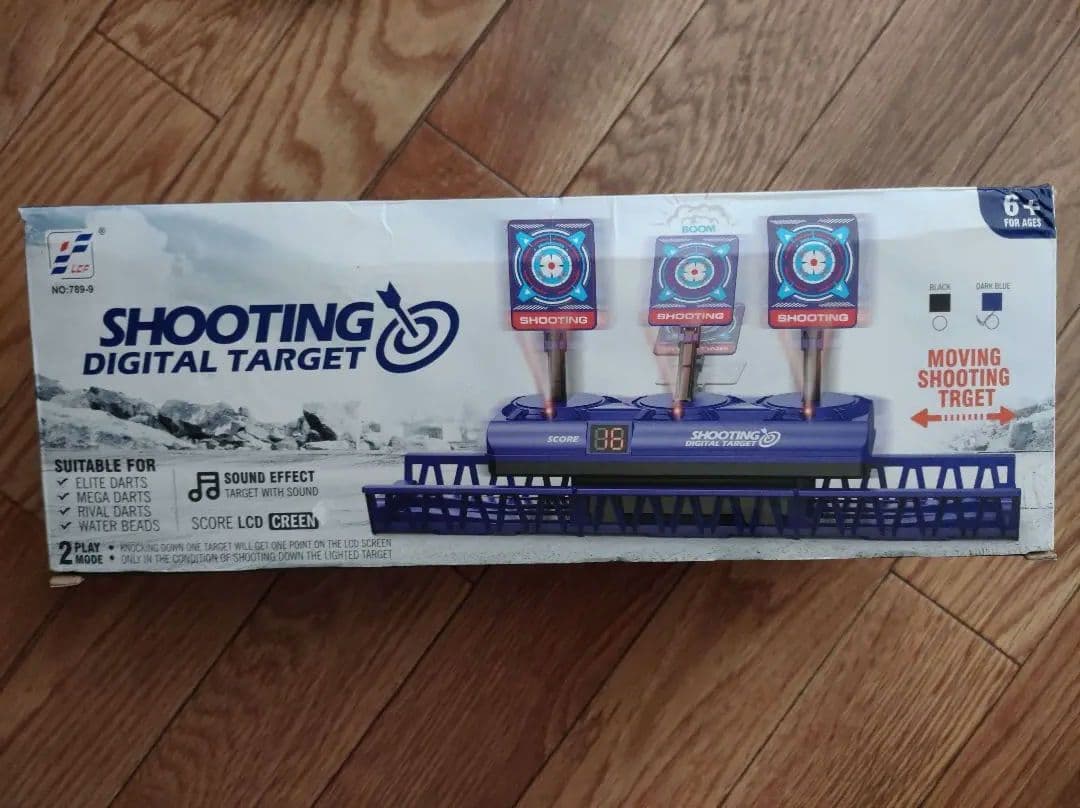 6+
FOR AGES
LCF
®
NO:789-9
BOOM
SHOOTING
SHOOTING
SHOOTING
BLACK
DARK BLUE
SHOOTING
DIGITAL TARGET
MOVING
SHOOTING
TRGET
SCORE 16 SHOOTING
DIGITAL TARGET
SUITABLE FOR
ELITE DARTS
MEGA DARTS
RIVAL DARTS
WATER BEADS
SOUND EFFECT
TARGET WITH SOUND
SCORE LCD CREEN
2 PLAY MODE
• KNOCKING DOWN ONE TARGET WILL GET ONE POINT ON THE LCD SCREEN
• ONLY IN THE CONDITION OF SHOOTING DOWN THE LIGHTED TARGET